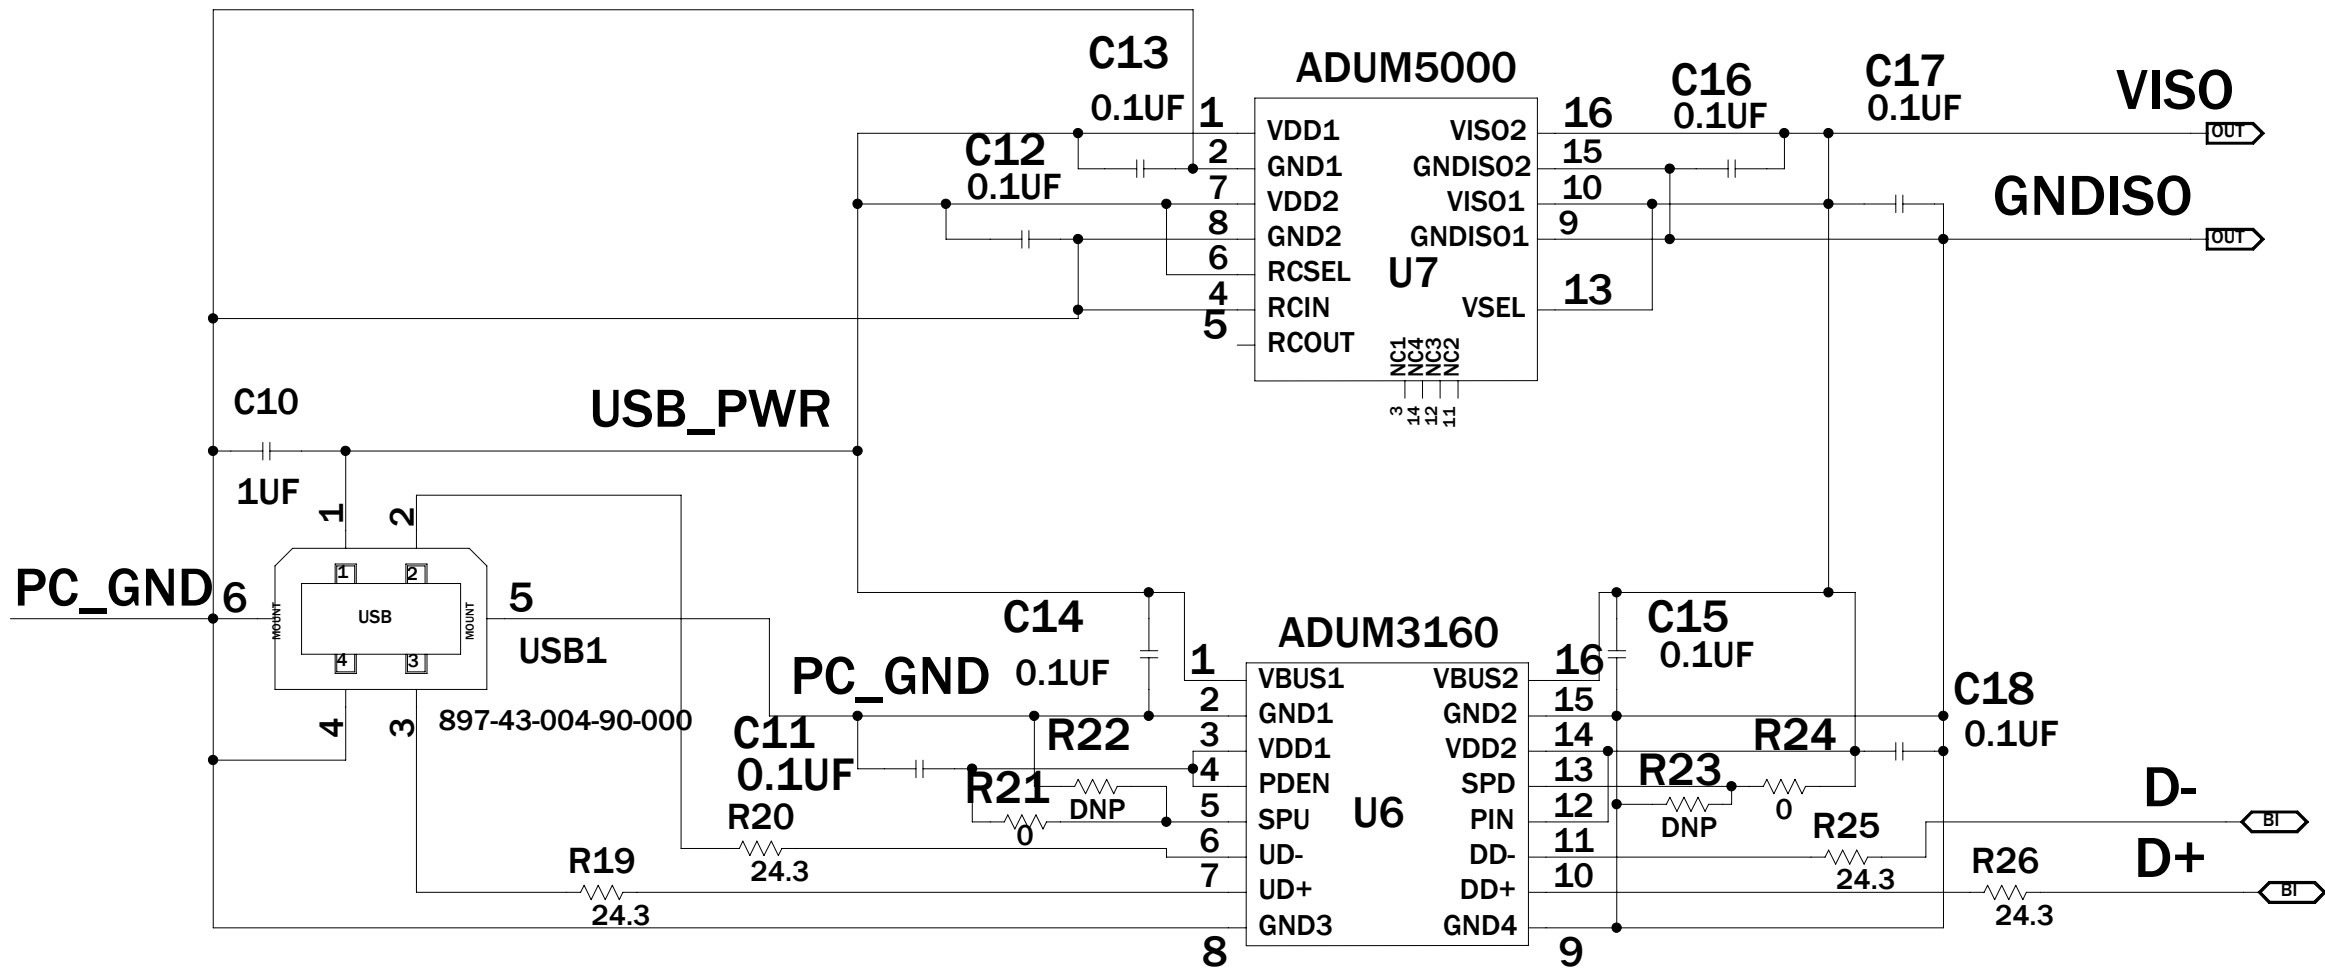 C13
0.1UF
ADUM5000
C16
0.1UF
C17
0.1UF
VISO
OUT
C12
0.1UF
GNDISO
OUT
1 VDD1 VISO2 16
2 GND1 GNDISO2 15
7 VDD2 VISO1 10
8 GND2 GNDISO1 9
6 RCSEL
U7
4 RCIN VSEL 13
5 RCOUT
NC1 NC4 NC3 NC2
3 14 12 11
C10
1UF
USB_PWR
1 2
PC_GND 6
5
1 2
MOUNT USB MOUNT
4 3
USB1
4 3
897-43-004-90-000
C14
0.1UF
PC_GND
ADUM3160
C15
0.1UF
C18
0.1UF
C11
0.1UF
R22
DNP
R21
0
R20
24.3
R19
24.3
1 VBUS1 VBUS2 16
2 GND1 GND2 15
3 VDD1 VDD2 14
4 PDEN SPD 13
5 SPU PIN 12
U6
6 UD- DD- 11
7 UD+ DD+ 10
8 GND3 GND4 9
R24
0
R23
DNP
R25
24.3
R26
24.3
D-
BI
D+
BI